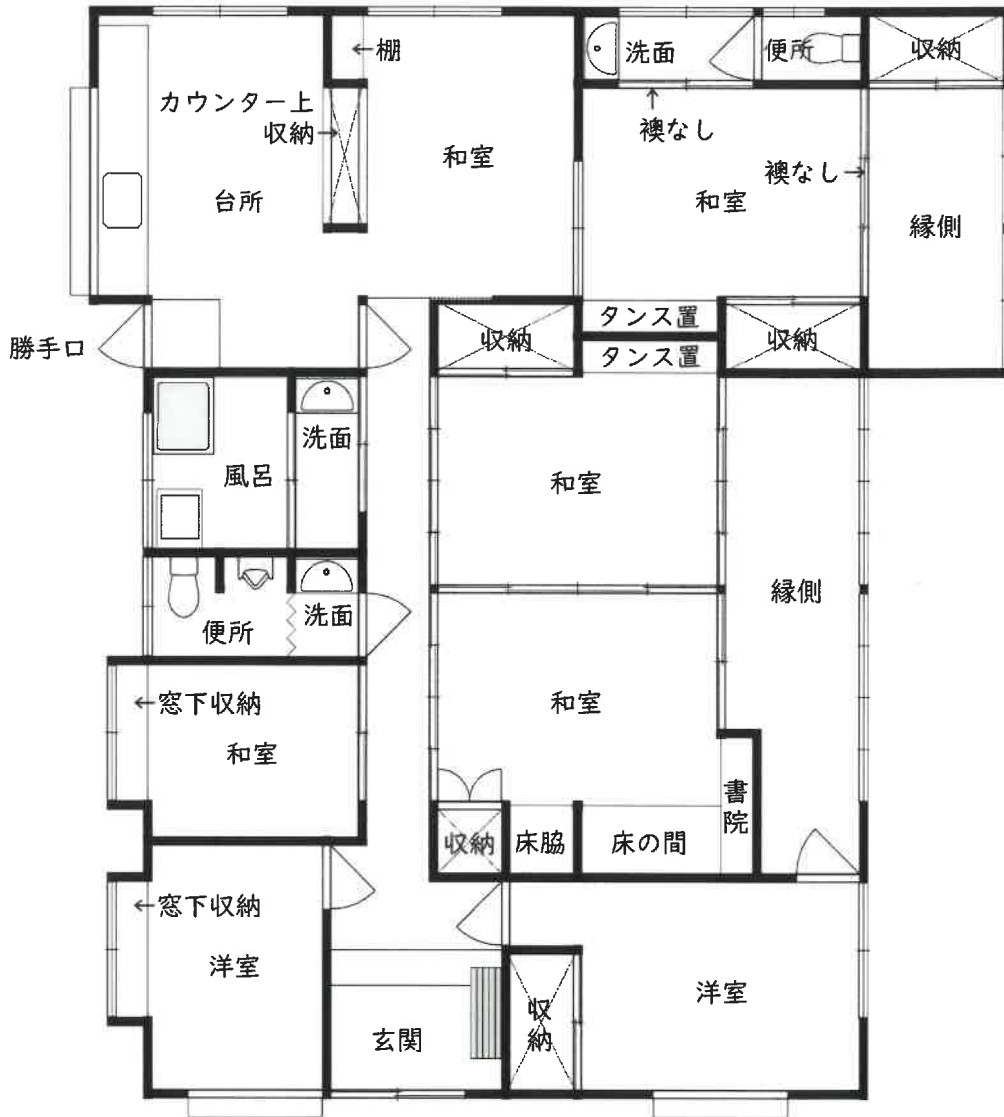 ←棚
洗面
便所
収納
カウンター上
収納→
↑
襖なし
和室
襖なし→
台所
和室
縁側
タンス置
勝手口
収納
収納
タンス置
洗面
風呂
和室
縁側
洗面
便所
←窓下収納
和室
和室
書院
収納
床脇
床の間
←窓下収納
洋室
洋室
収納
玄関